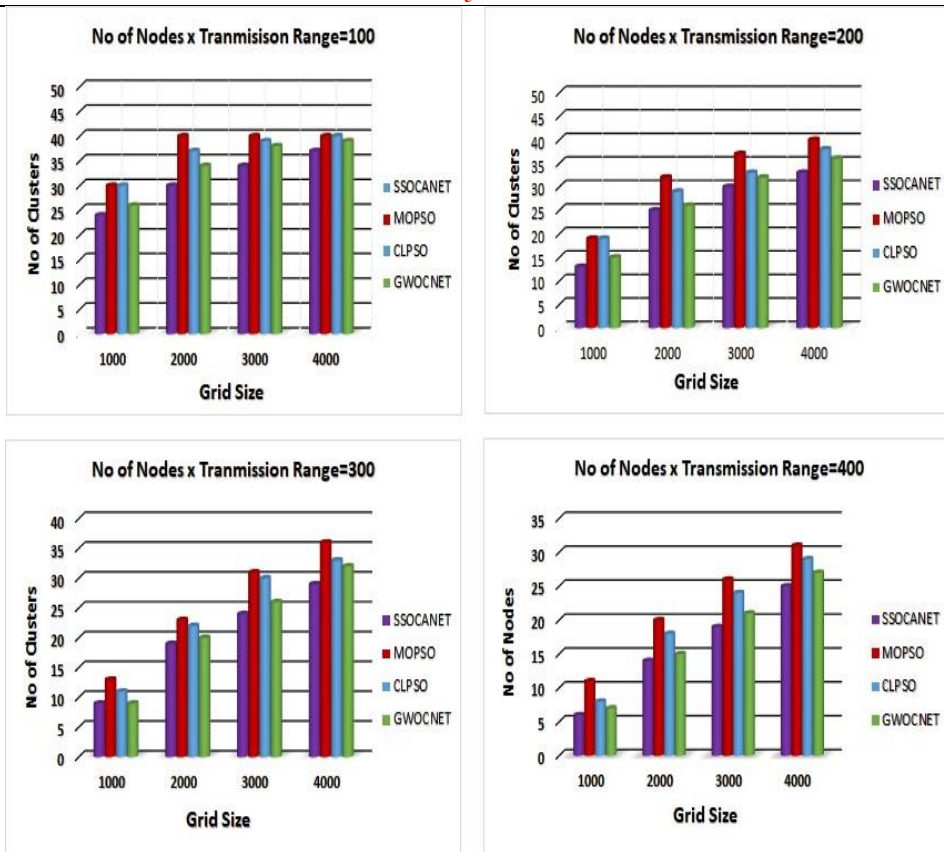 No of Nodes x Tranmisison Range=100
50
45
40
35
30
25
20
15
10
5
0
No of Clusters
1000 2000 3000 4000
Grid Size
SSOCANET
MOPSO
CLPSO
GWOCNET
No of Nodes x Transmission Range=200
50
45
40
35
30
25
20
15
10
5
0
No of Clusters
1000 2000 3000 4000
Grid Size
SSOCANET
MOPSO
CLPSO
GWOCNET
No of Nodes x Tranmission Range=300
40
35
30
25
20
15
10
5
0
No of Clusters
1000 2000 3000 4000
Grid Size
SSOCANET
MOPSO
CLPSO
GWOCNET
No of Nodes x Transmission Range=400
35
30
25
20
15
10
5
0
No of Nodes
1000 2000 3000 4000
Grid Size
SSOCANET
MOPSO
CLPSO
GWOCNET